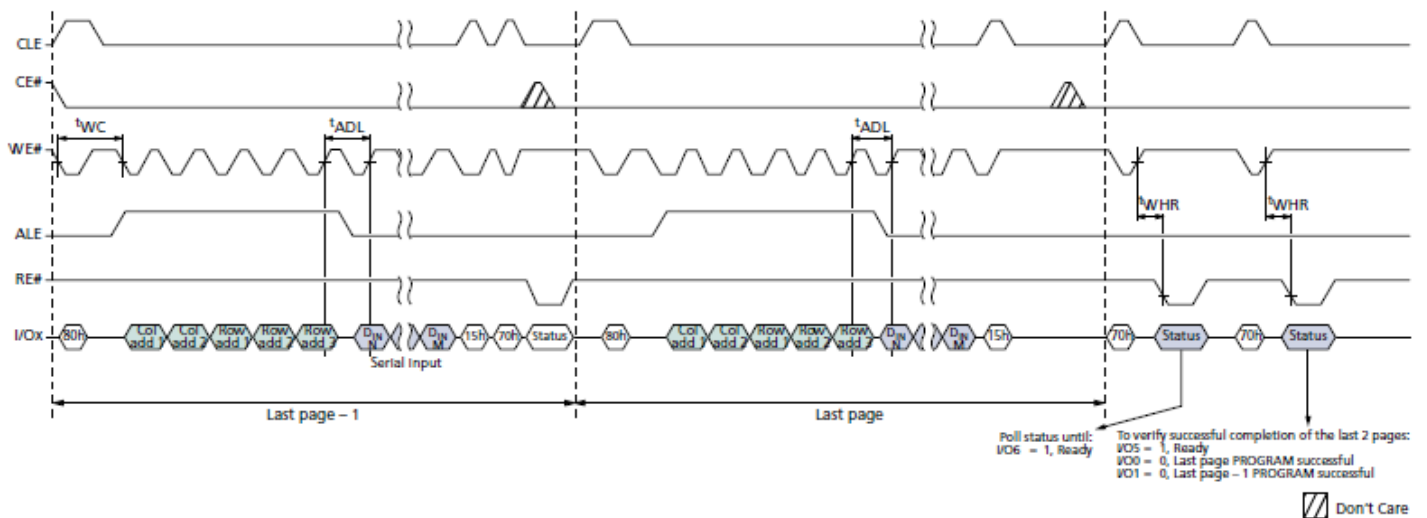 CLE
CE#
tWC
tADL
tADL
WE#
tWHR
tWHR
ALE
RE#
I/Ox
80h
Col add 1
Col add 2
Row add 1
Row add 2
Row add 3
DIN N
DIN M
15h
70h
Status
80h
Col add 1
Col add 2
Row add 1
Row add 2
Row add 3
DIN N
DIN M
15h
70h
Status
70h
Status
Serial Input
Last page – 1
Last page
Poll status until:
I/O6 = 1, Ready
To verify successful completion of the last 2 pages:
I/O5 = 1, Ready
I/O0 = 0, Last page PROGRAM successful
I/O1 = 0, Last page – 1 PROGRAM successful
Don't Care